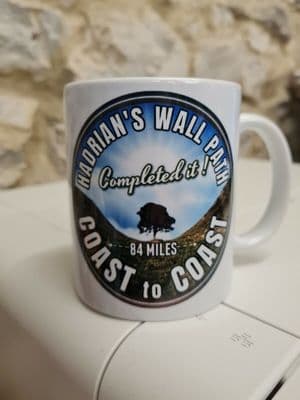 HADRIAN'S WALL PATH
Completed it!
84 MILES
COAST to COAST